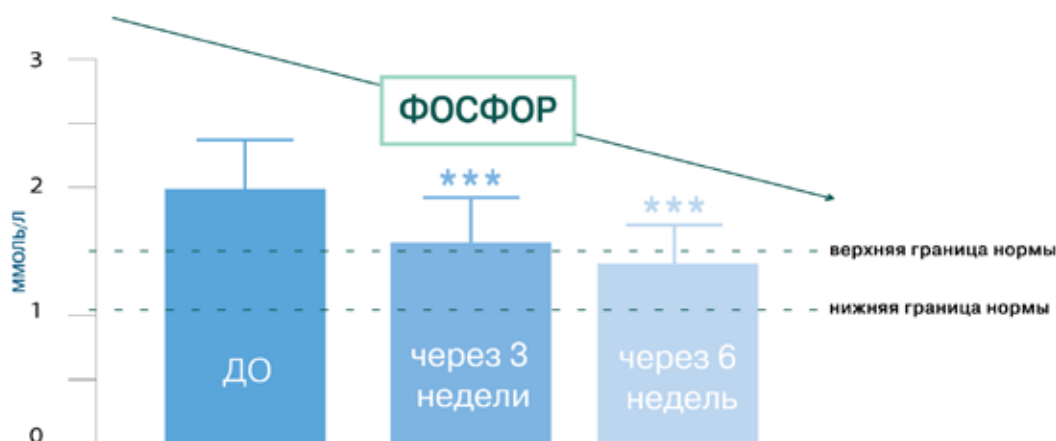 3
ФОСФОР
***
2
***
ммоль/л
верхняя граница нормы
1
нижняя граница нормы
ДО
через 3
недели
через 6
недель
0